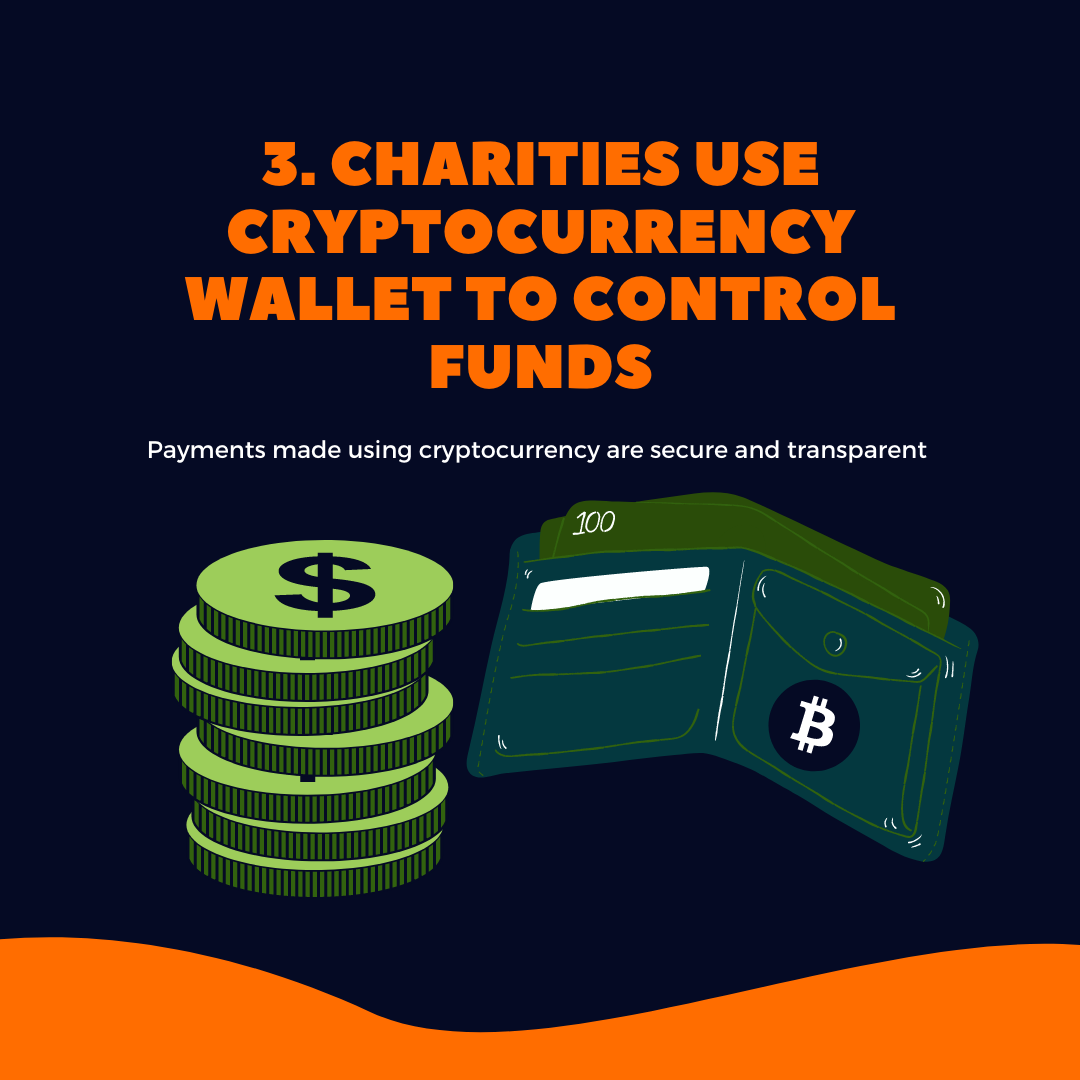 3. CHARITIES USE
CRYPTOCURRENCY
WALLET TO CONTROL
FUNDS
Payments made using cryptocurrency are secure and transparent
100
$
₿